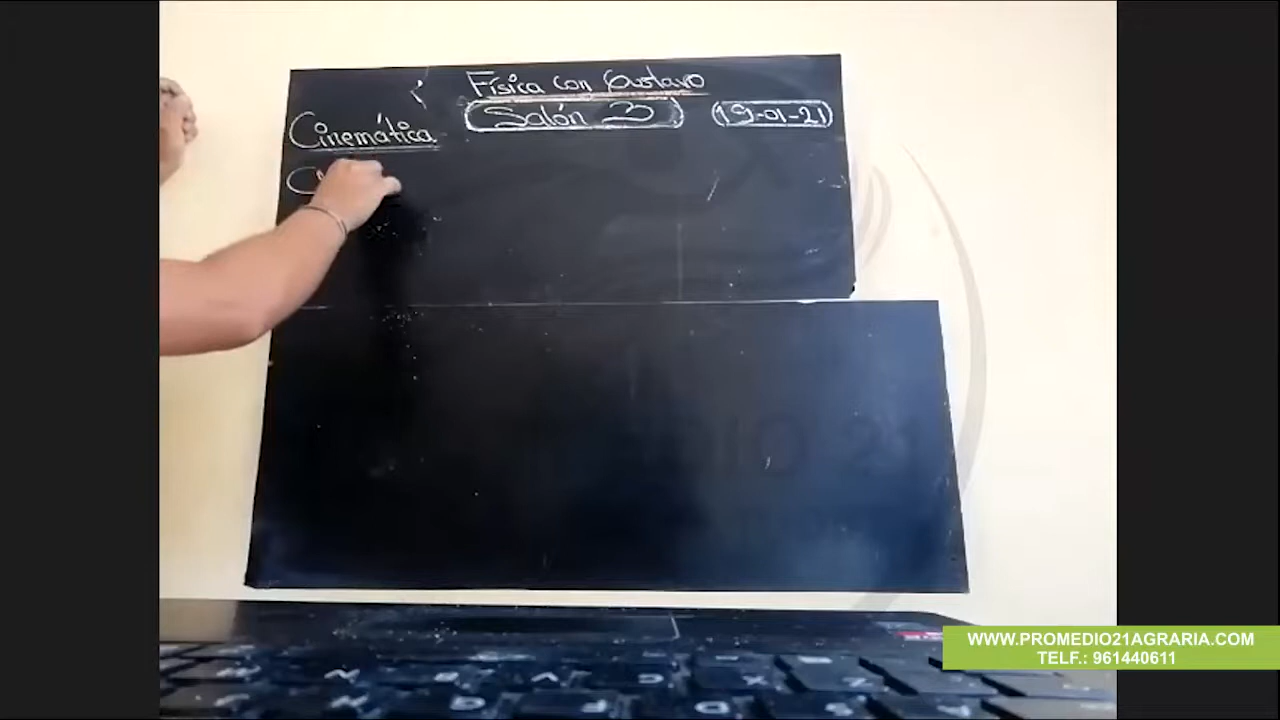 Física con Gustavo
Salón 3
(19-01-21)
Cinemática
WWW.PROMEDIO21AGRARIA.COM
TELF.: 961440611